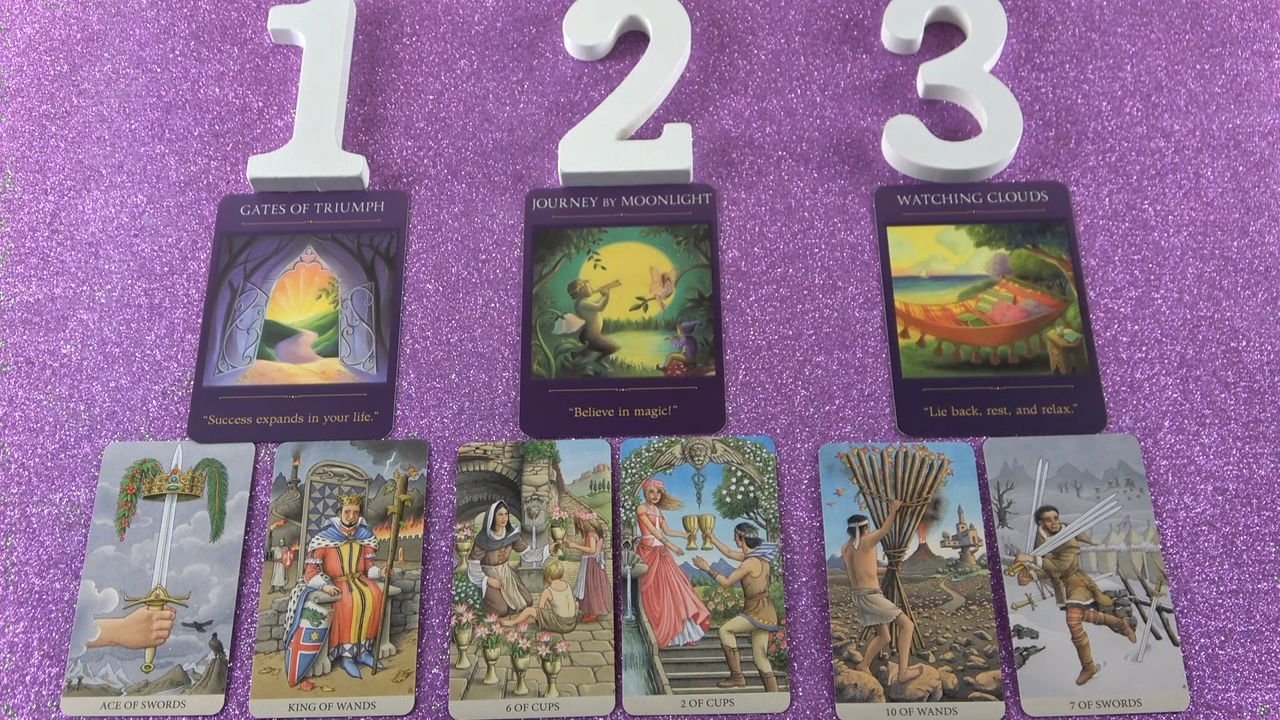 1
2
3
GATES OF TRIUMPH
JOURNEY BY MOONLIGHT
WATCHING CLOUDS
"Success expands in your life."
"Believe in magic!"
"Lie back, rest, and relax."
ACE OF SWORDS
KING OF WANDS
6 OF CUPS
2 OF CUPS
10 OF WANDS
7 OF SWORDS